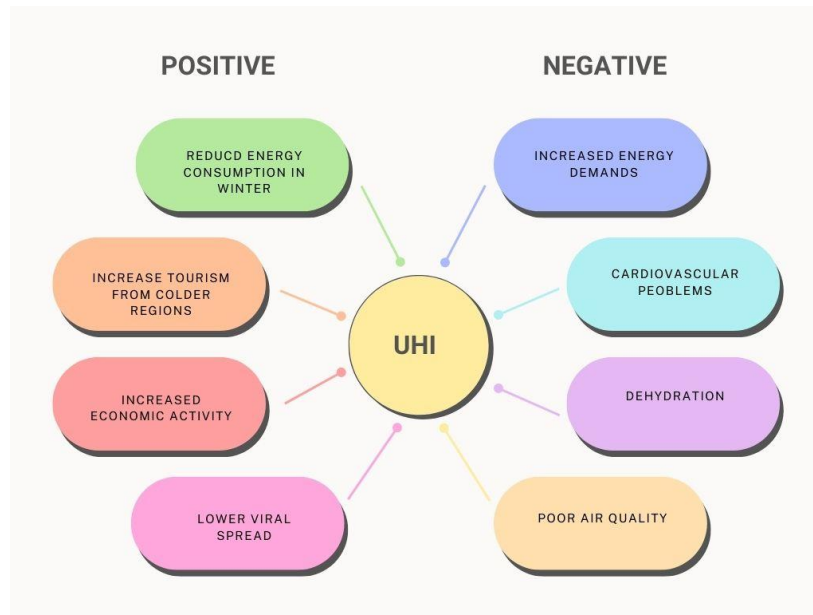 POSITIVE
NEGATIVE
REDUCD ENERGY
CONSUMPTION IN
WINTER
INCREASED ENERGY
DEMANDS
INCREASE TOURISM
FROM COLDER
REGIONS
CARDIOVASCULAR
PEOBLEMS
UHI
INCREASED
ECONOMIC ACTIVITY
DEHYDRATION
LOWER VIRAL
SPREAD
POOR AIR QUALITY